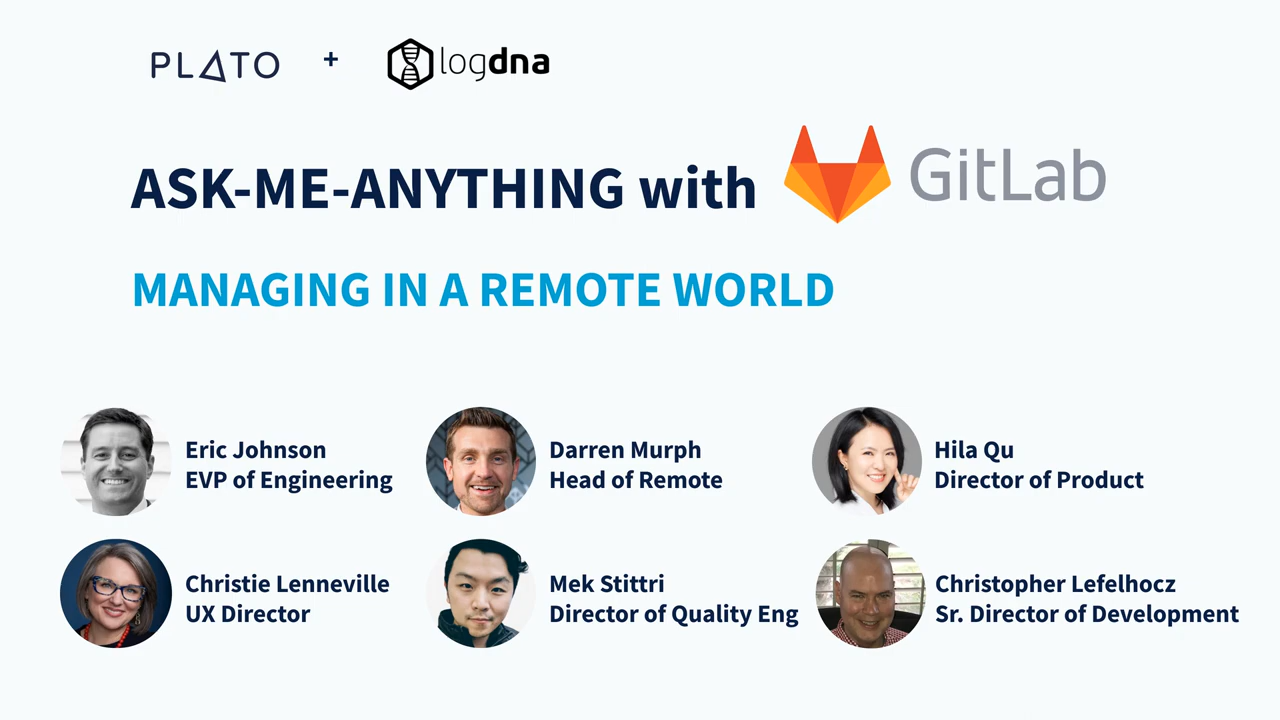 PLATO + logdna
ASK-ME-ANYTHING with GitLab
MANAGING IN A REMOTE WORLD
Eric Johnson
EVP of Engineering
Darren Murph
Head of Remote
Hila Qu
Director of Product
Christie Lenneville
UX Director
Mek Stittri
Director of Quality Eng
Christopher Lefelhocz
Sr. Director of Development